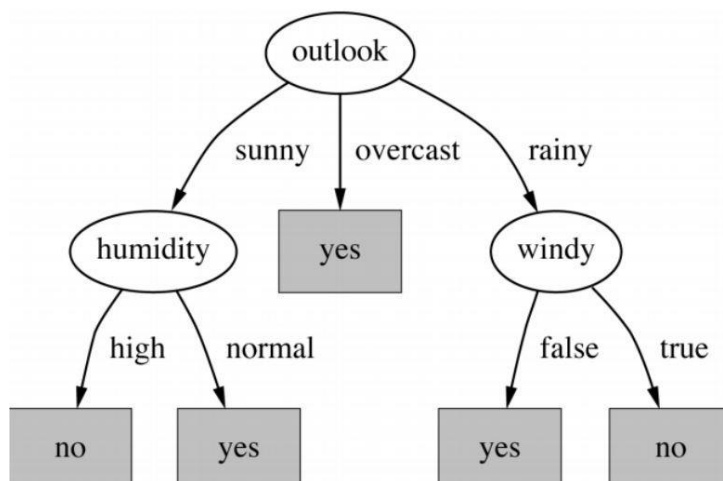 outlook
sunny overcast rainy
humidity yes windy
high normal false true
no yes yes no